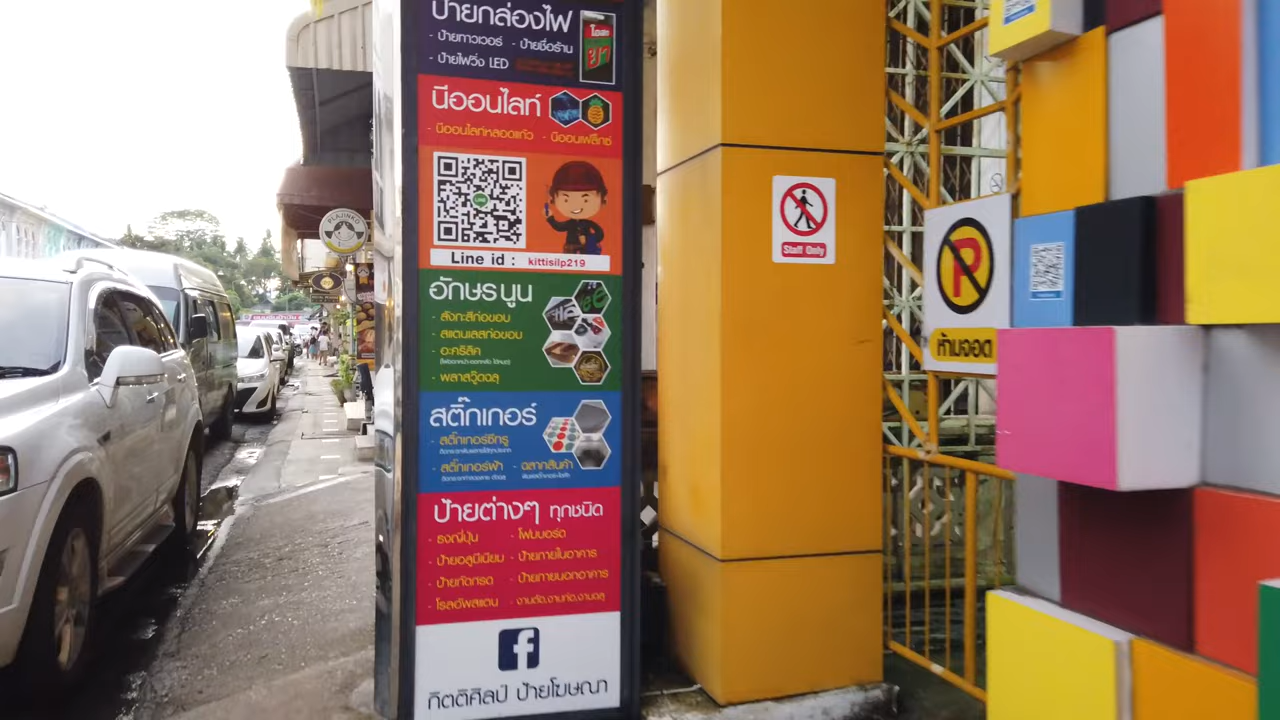 ป้ายกล่องไฟ
- ป้ายทาวเวอร์ - ป้ายชื่อร้าน
- ป้ายไฟวิ่ง LED
โอสถ
ยา
นีออนไลท์
- นีออนไลท์หลอดแก้ว - นีออนเฟล็กซ์
LINE
Line id : kittisilp219
อักษรนูน
- สังกะสีก่อขอบ
- สแตนเลสก่อขอบ
- อะคริลิค
- พลาสวู๊ดฉลุ
สติ๊กเกอร์
- สติ๊กเกอร์ซีทรู
- สติ๊กเกอร์ฝ้า - ฉลากสินค้า
ป้ายต่างๆ ทุกชนิด
- ธงญี่ปุ่น - โฟมบอร์ด
- ป้ายอลูมีเนียม - ป้ายภายในอาคาร
- ป้ายกัดกรด - ป้ายภายนอกอาคาร
- โรลอัพสแตน - งานตัด,งานกัด,งานฉลุ
f
กิตติศิลป์ ป้ายโฆษณา
PLAJINKO
Staff Only
P
ห้ามจอด